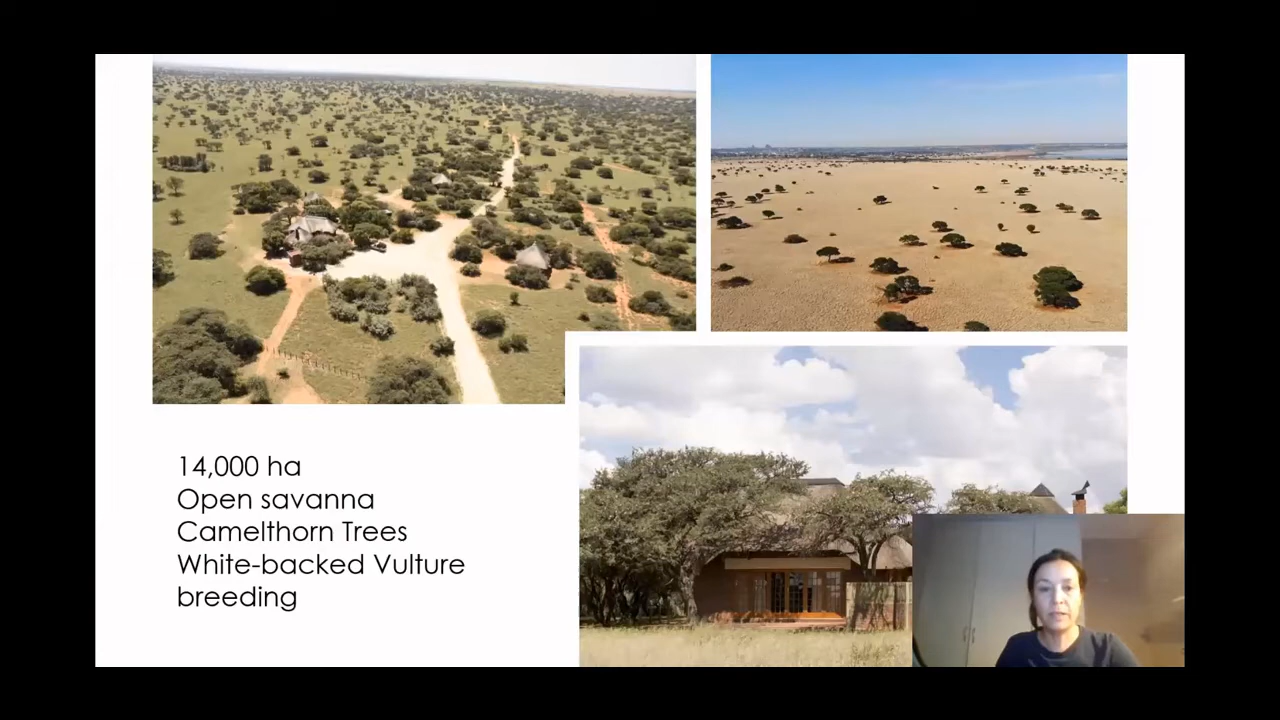 14,000 ha
Open savanna
Camelthorn Trees
White-backed Vulture
breeding